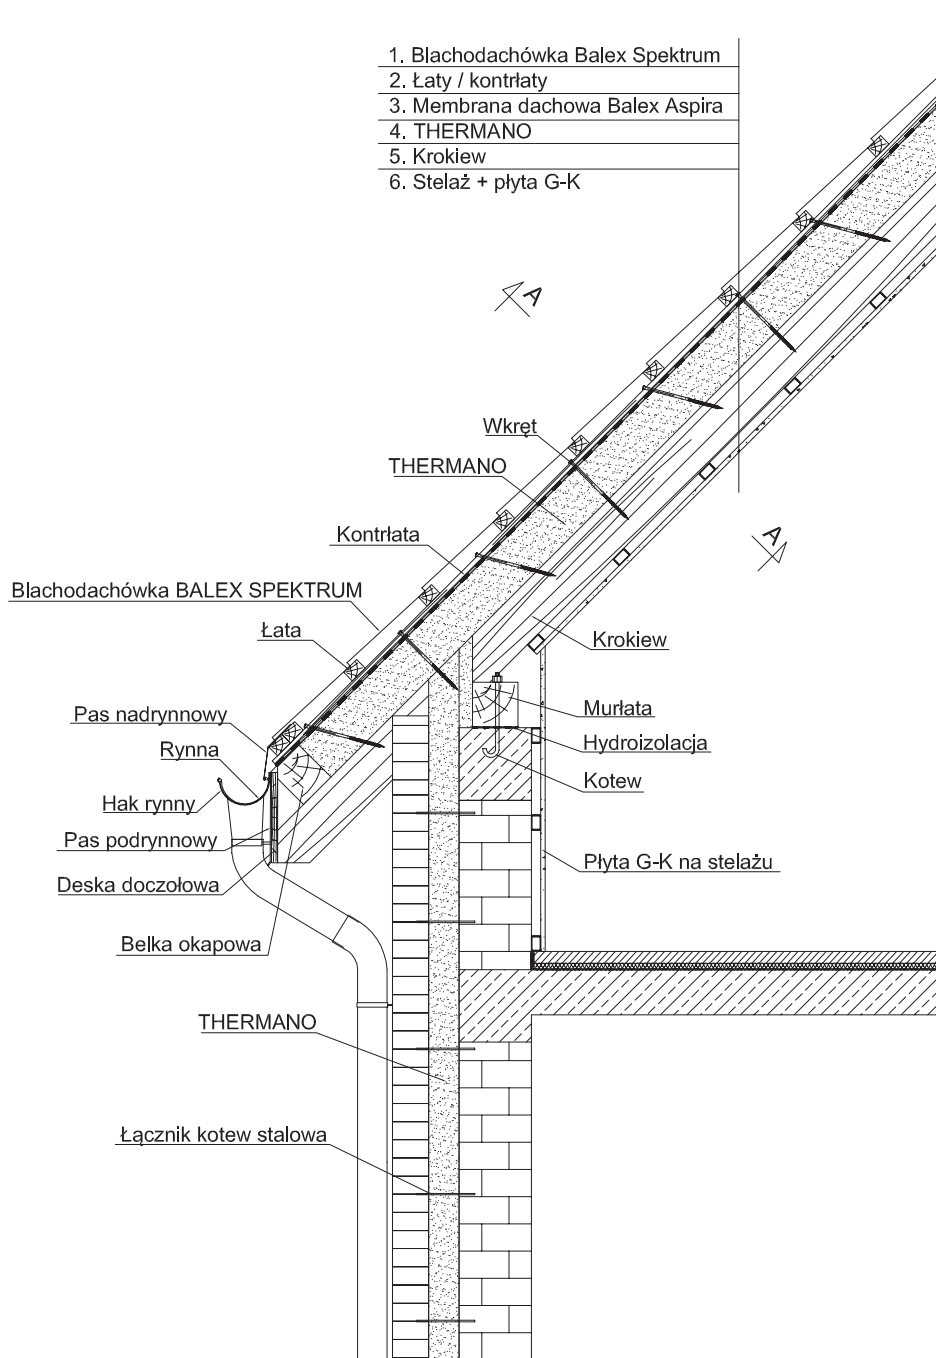 1. Blachodachówka Balex Spektrum
2. Łaty / kontrłaty
3. Membrana dachowa Balex Aspira
4. THERMANO
5. Krokiew
6. Stelaż + płyta G-K
A
Wkręt
THERMANO
Kontrłata
A
Blachodachówka BALEX SPEKTRUM
Łata
Krokiew
Pas nadrynnowy
Murłata
Rynna
Hydroizolacja
Kotew
Hak rynny
Pas podrynnowy
Płyta G-K na stelażu
Deska doczołowa
Belka okapowa
THERMANO
Łącznik kotew stalowa